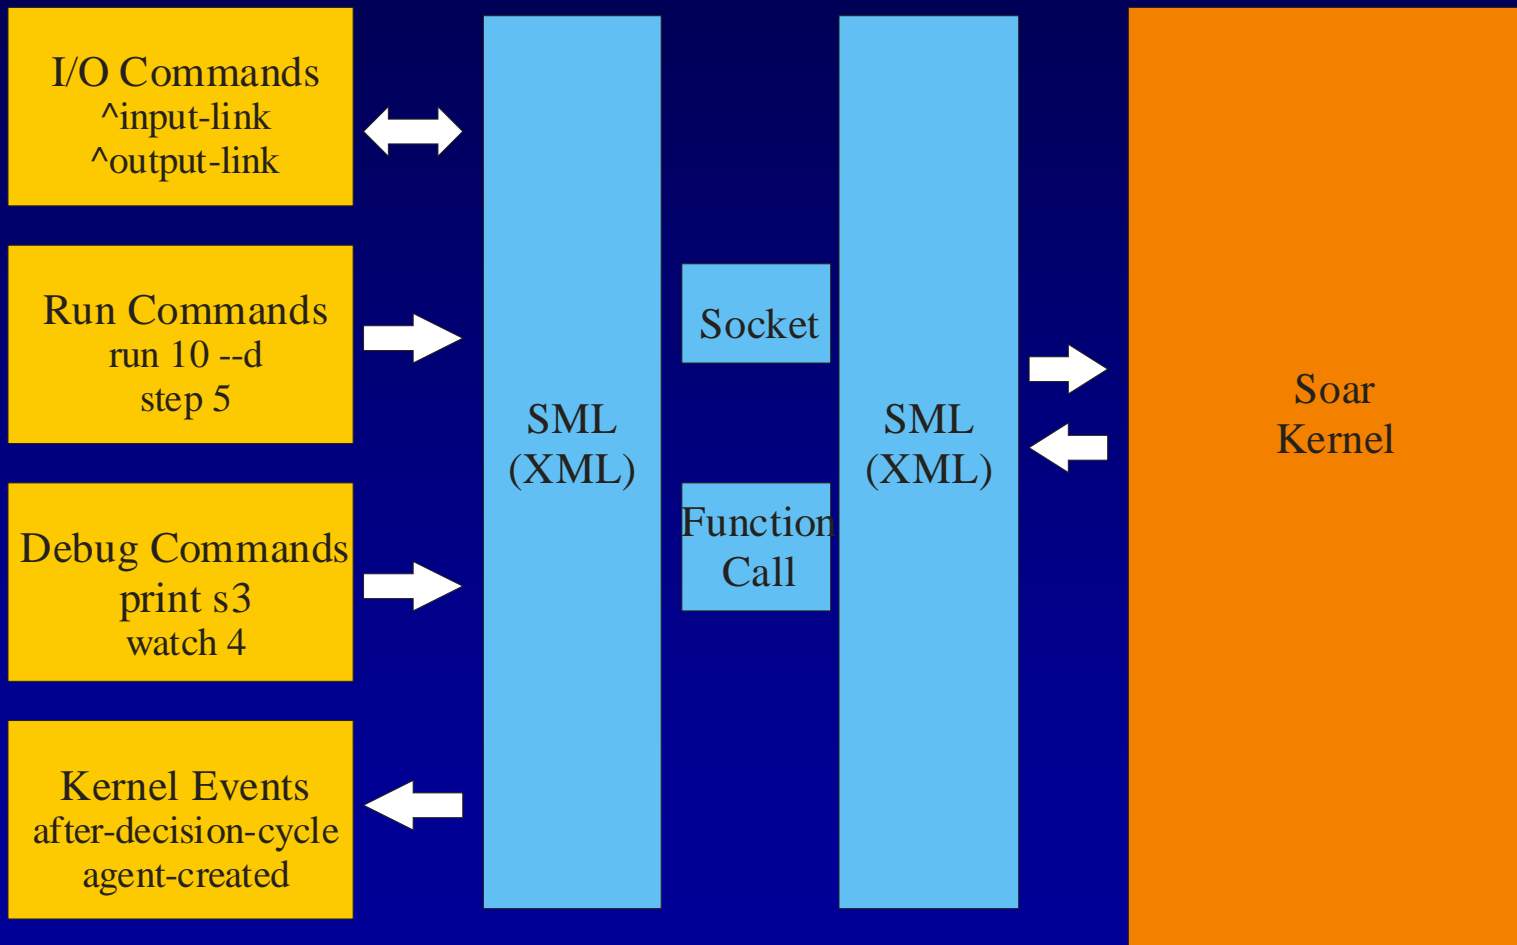 I/O Commands
^input-link
^output-link
Run Commands
run 10 --d
step 5
Debug Commands
print s3
watch 4
Kernel Events
after-decision-cycle
agent-created
SML
(XML)
Socket
Function
Call
SML
(XML)
Soar
Kernel